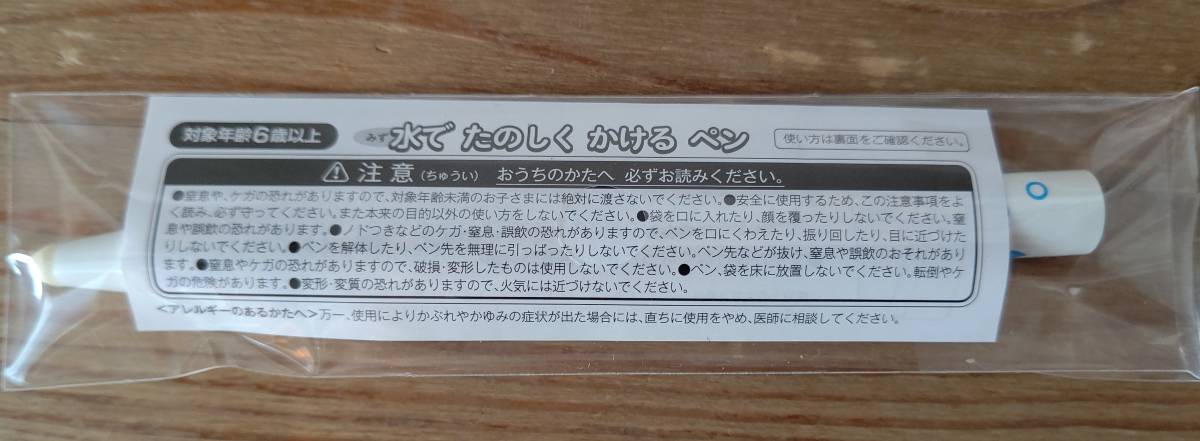 対象年齢6歳以上
みず
水で たのしく かける ペン
使い方は裏面をご確認ください。
注意(ちゅうい) おうちのかたへ 必ずお読みください。
●窒息や、ケガの恐れがありますので、対象年齢未満のお子さまには絶対に渡さないでください。●安全に使用するため、この注意事項をよ
く読み、必ず守ってください。また本来の目的以外の使い方をしないでください。●袋を口に入れたり、顔を覆ったりしないでください。窒
息や誤飲の恐れがあります。●ノドつきなどのケガ・窒息・誤飲の恐れがありますので、ペンを口にくわえたり、振り回したり、目に近づけた
りしないでください。●ペンを解体したり、ペン先を無理に引っぱったりしないでください。ペン先などが抜け、窒息や誤飲のおそれがあり
ます。●窒息やケガの恐れがありますので、破損・変形したものは使用しないでください。●ペン、袋を床に放置しないでください。転倒やケ
ガの危険があります。●変形・変質の恐れがありますので、火気には近づけないでください。
<アレルギーのあるかたへ>万一、使用によりかぶれやかゆみの症状が出た場合には、直ちに使用をやめ、医師に相談してください。